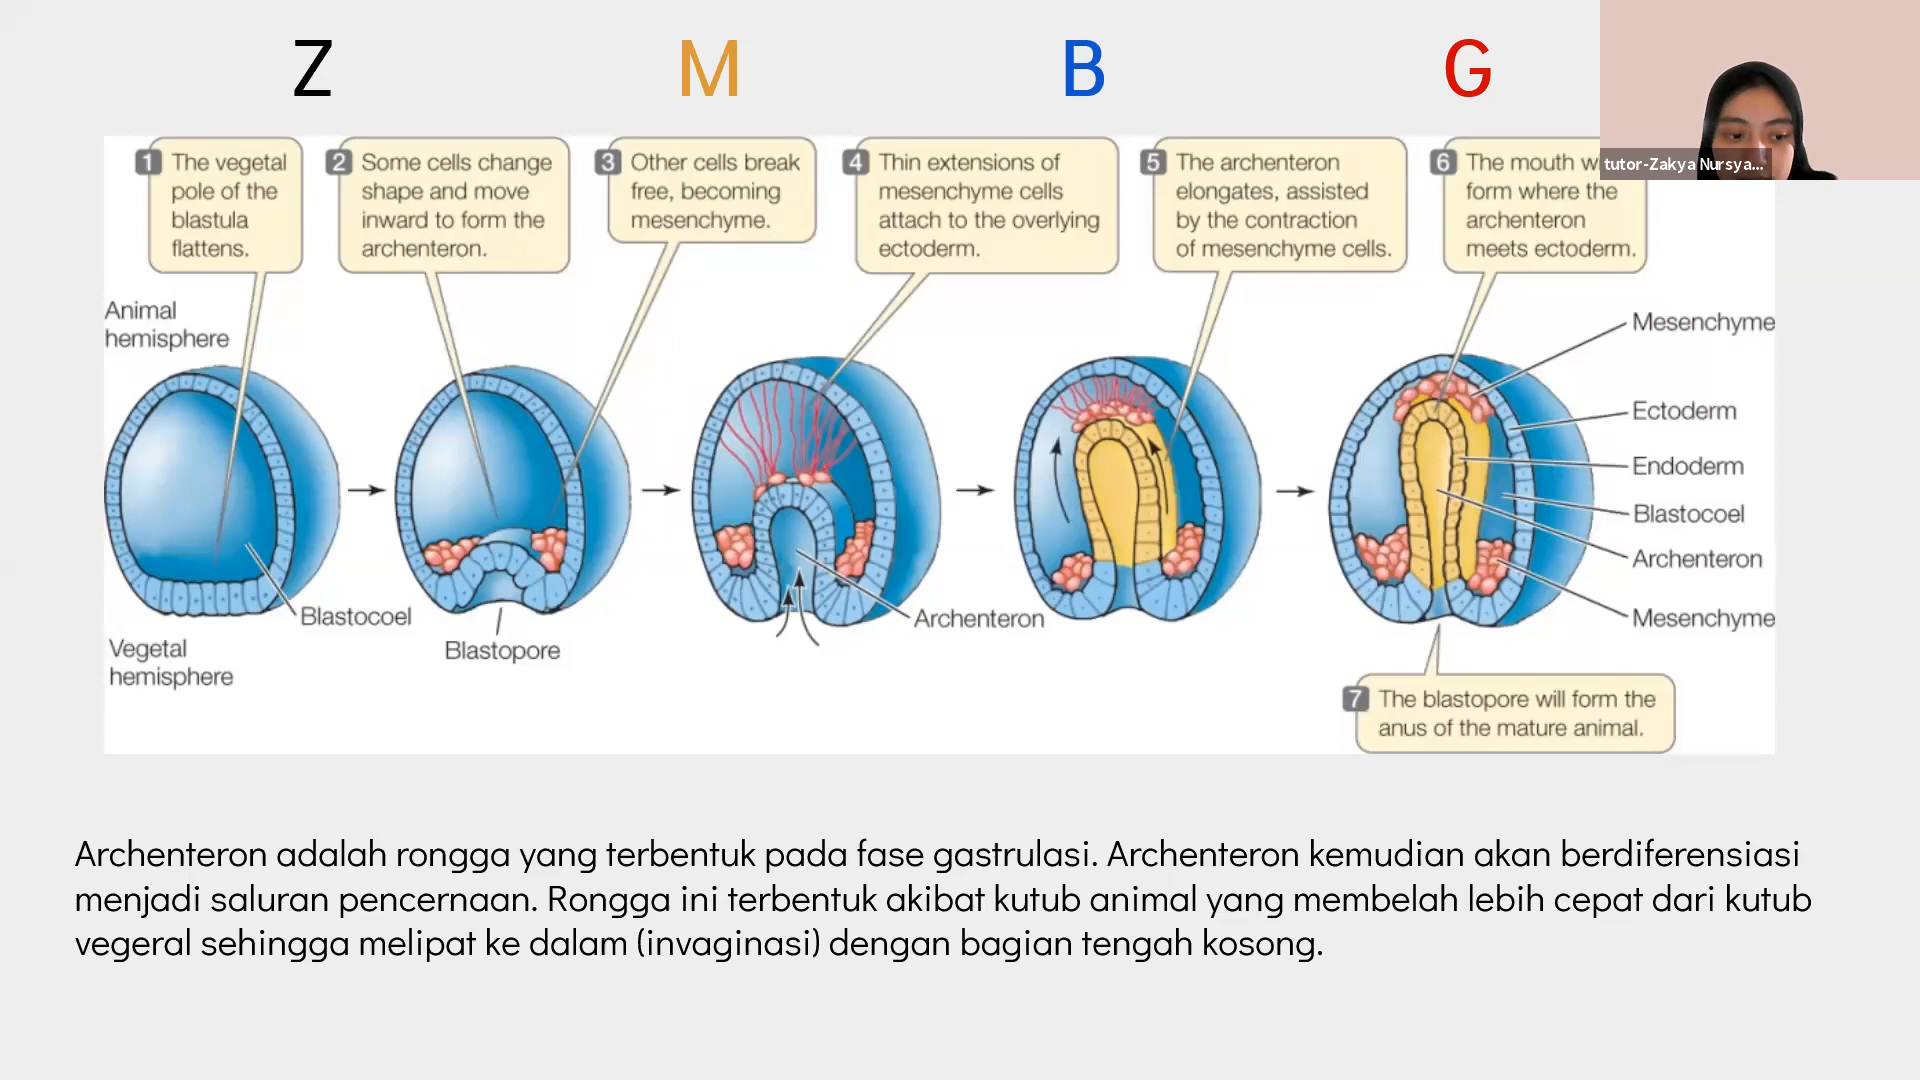 Z M B G
1 The vegetal
pole of the
blastula
flattens.
2 Some cells change
shape and move
inward to form the
archenteron.
3 Other cells break
free, becoming
mesenchyme.
4 Thin extensions of
mesenchyme cells
attach to the overlying
ectoderm.
5 The archenteron
elongates, assisted
by the contraction
of mesenchyme cells.
6 The mouth
form where the
archenteron
meets ectoderm.
tutor-Zakya Nursya...
Animal
hemisphere
Vegetal
hemisphere
Blastocoel
Blastopore
Archenteron
Mesenchyme
Ectoderm
Endoderm
Blastocoel
Archenteron
Mesenchyme
7 The blastopore will form the
anus of the mature animal.
Archenteron adalah rongga yang terbentuk pada fase gastrulasi. Archenteron kemudian akan berdiferensiasi
menjadi saluran pencernaan. Rongga ini terbentuk akibat kutub animal yang membelah lebih cepat dari kutub
vegeral sehingga melipat ke dalam (invaginasi) dengan bagian tengah kosong.